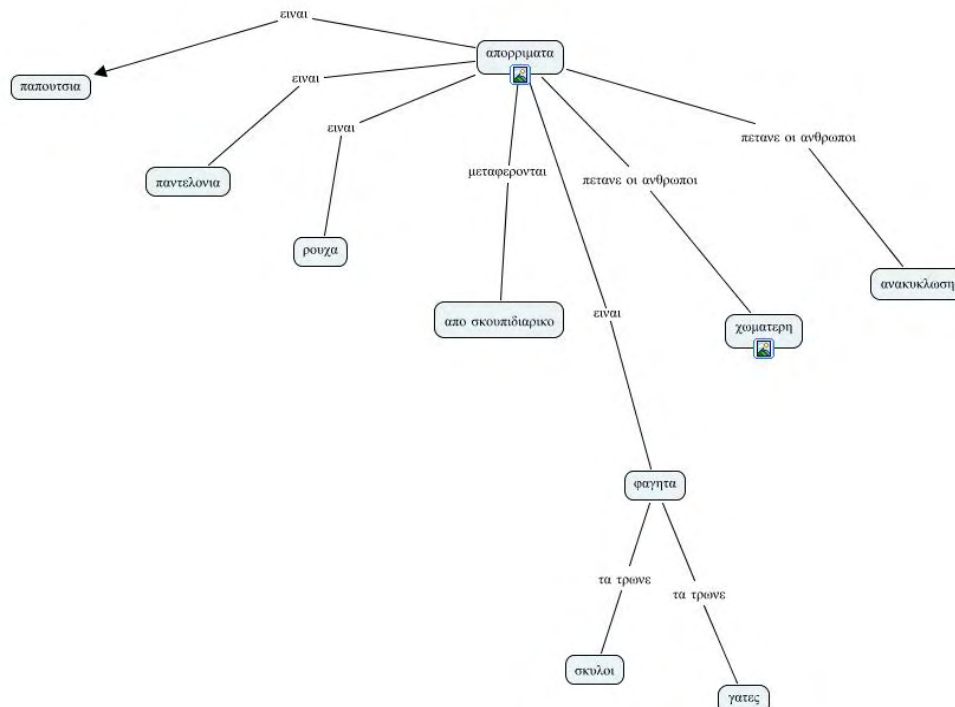 ειναι
απορριματα
παπουτσια
ειναι
ειναι
πετανε οι ανθρωποι
μεταφερονται
πετανε οι ανθρωποι
παντελονια
ρουχα
ανακυκλωση
απο σκουπιδιαρικο
ειναι
χωματερη
φαγητα
τα τρωνε
τα τρωνε
σκυλοι
γατες